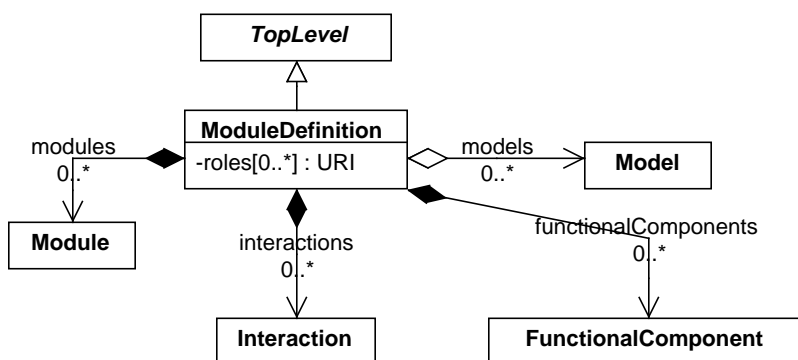 TopLevel
ModuleDefinition
-roles[0..*] : URI
modules
0..*
models
0..*
Model
Module
interactions
0..*
functionalComponents
0..*
Interaction
FunctionalComponent